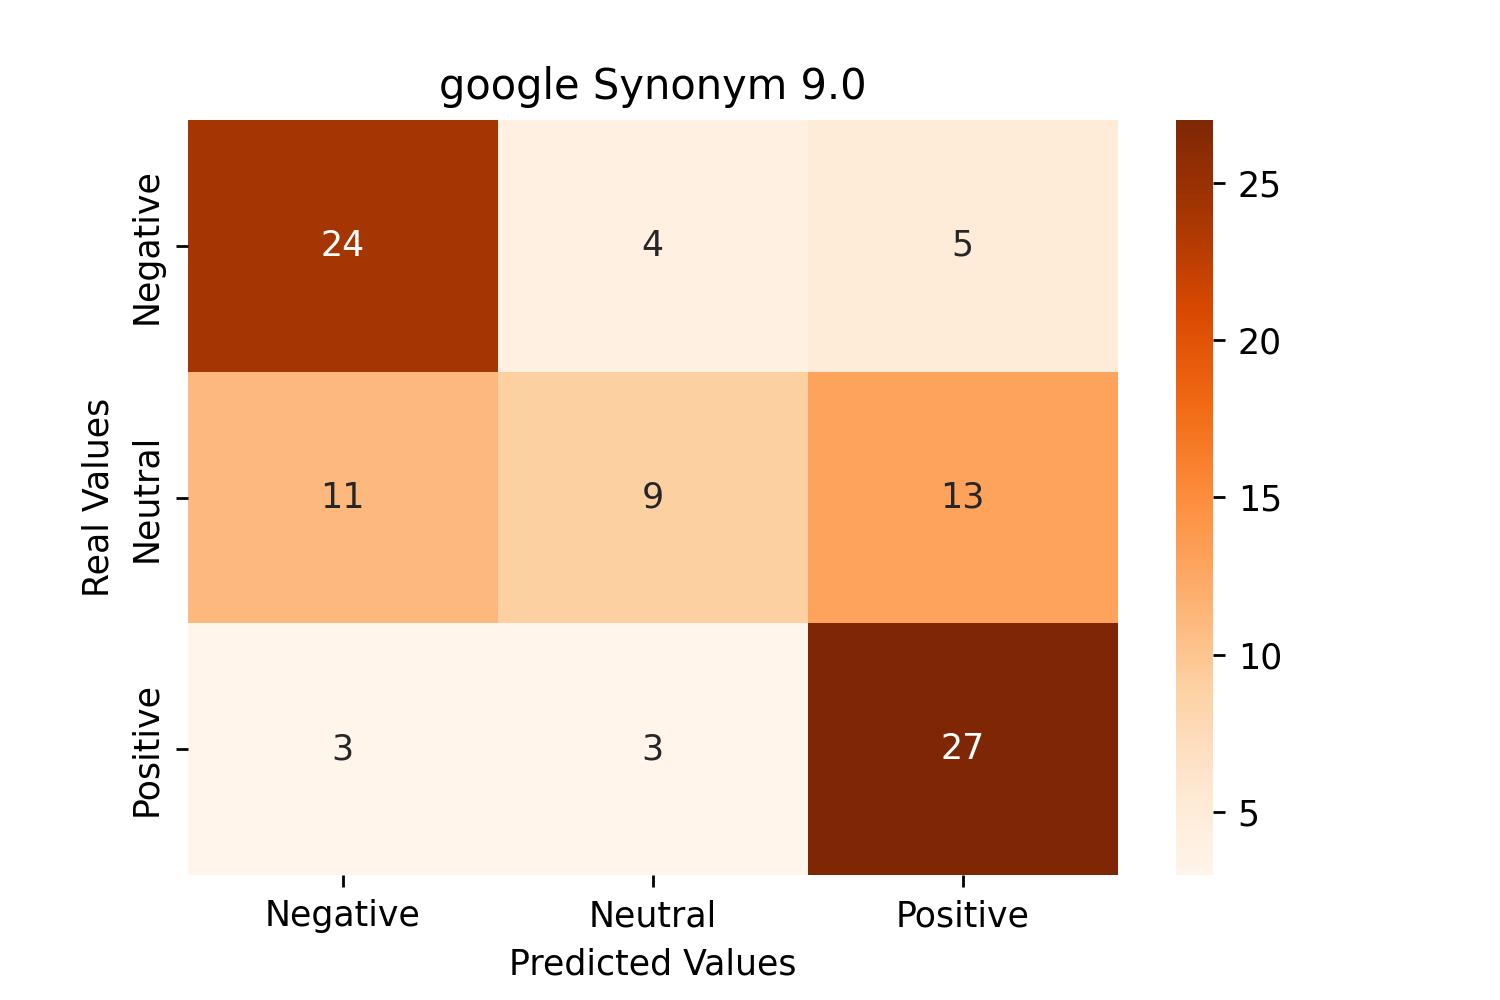 google Synonym 9.0
Real Values
Negative
24 4 5
Neutral
11 9 13
Positive
3 3 27
Negative Neutral Positive
Predicted Values
25
20
15
10
5